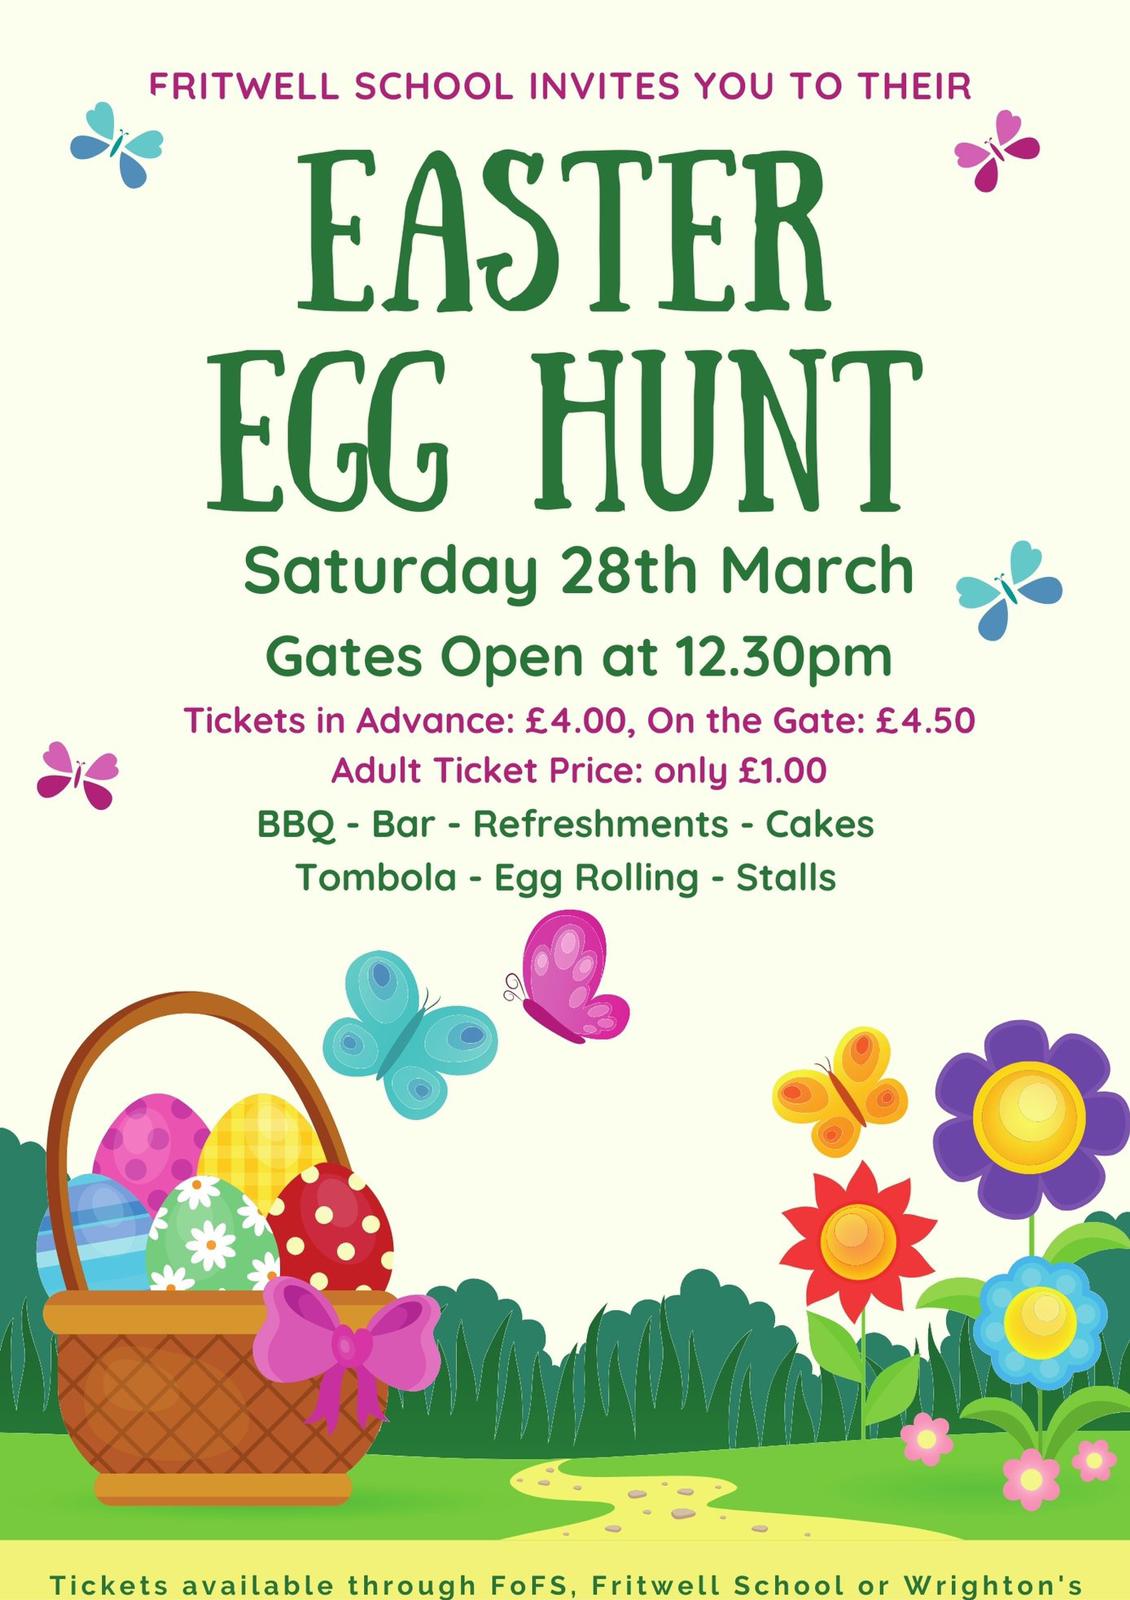 FRITWELL SCHOOL INVITES YOU TO THEIR
EASTER
EGG HUNT
Saturday 28th March
Gates Open at 12.30pm
Tickets in Advance: £4.00, On the Gate: £4.50
Adult Ticket Price: only £1.00
BBQ - Bar - Refreshments - Cakes
Tombola - Egg Rolling - Stalls
Tickets available through FoFS, Fritwell School or Wrighton's